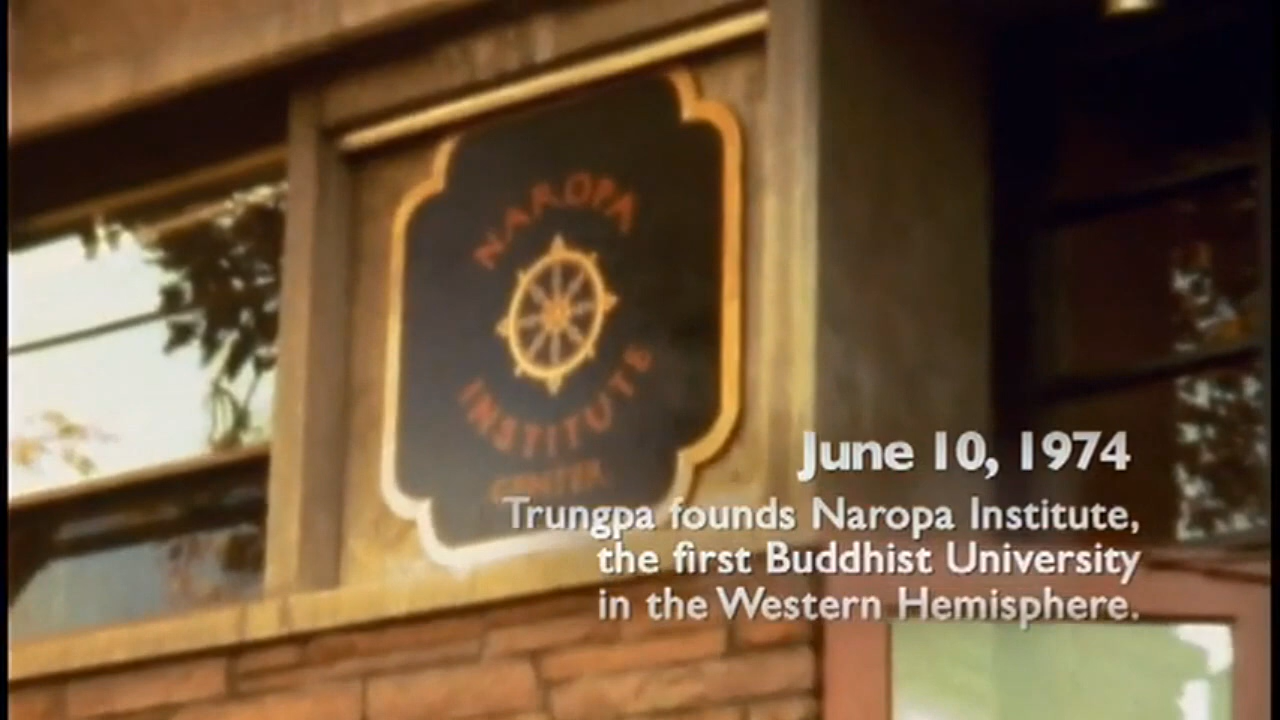 NAROPA
INSTITUTE
CENTER
June 10, 1974
Trungpa founds Naropa Institute,
the first Buddhist University
in the Western Hemisphere.